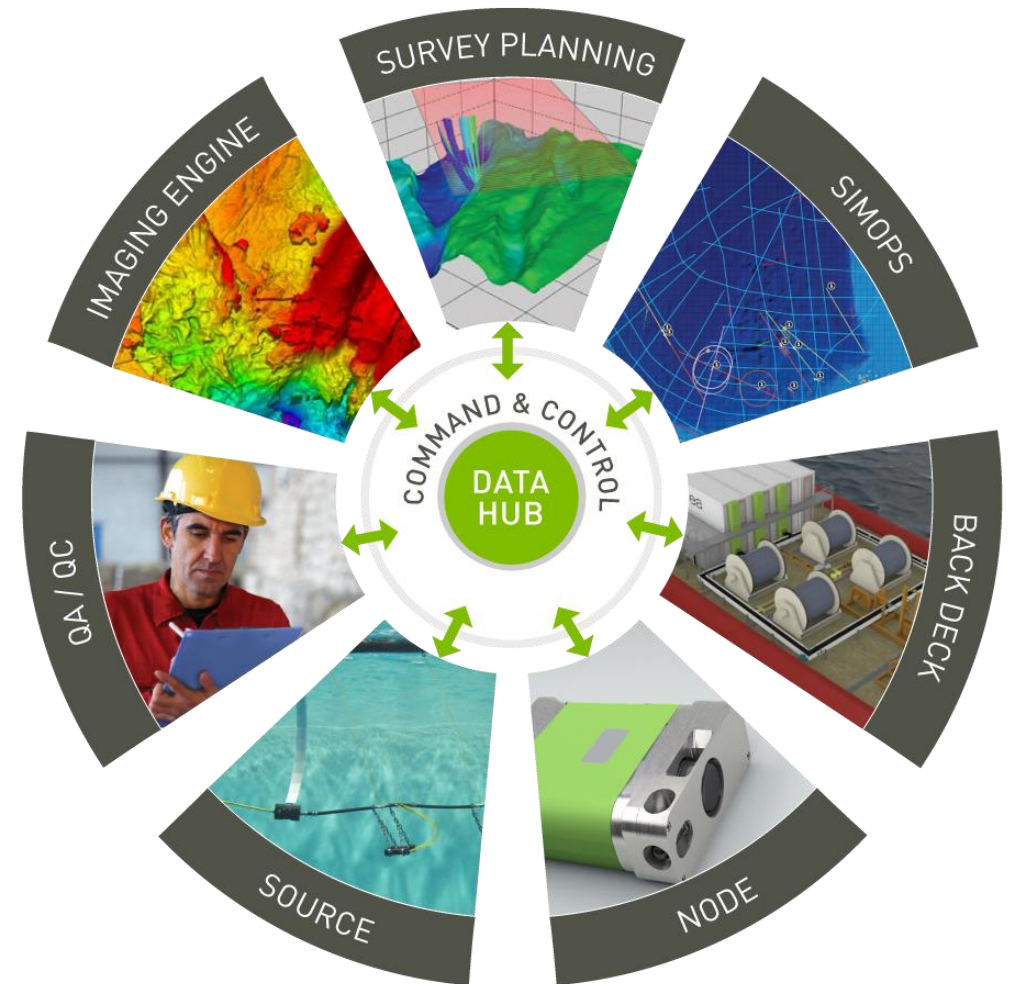 SURVEY PLANNING
SIMOPS
BACK DECK
NODE
SOURCE
QA / QC
IMAGING ENGINE
COMMAND & CONTROL
DATA
HUB